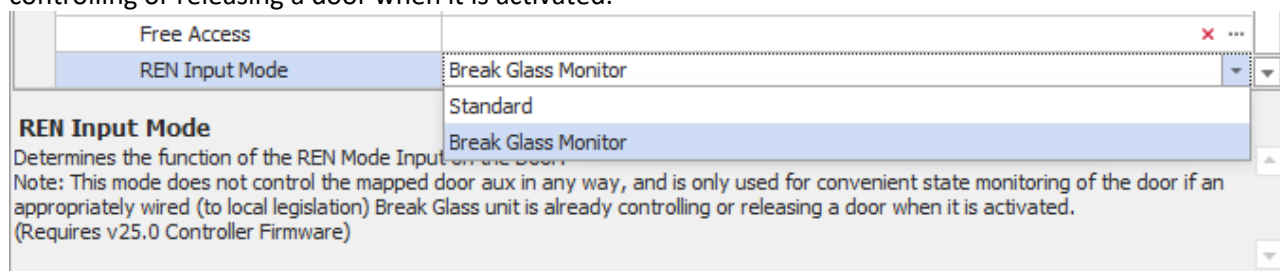 controlling or releasing a door when it is activated.
Free Access
REN Input Mode Break Glass Monitor
Standard
Break Glass Monitor
REN Input Mode
Determines the function of the REN Mode Input on the Door.
Note: This mode does not control the mapped door aux in any way, and is only used for convenient state monitoring of the door if an
appropriately wired (to local legislation) Break Glass unit is already controlling or releasing a door when it is activated.
(Requires v25.0 Controller Firmware)